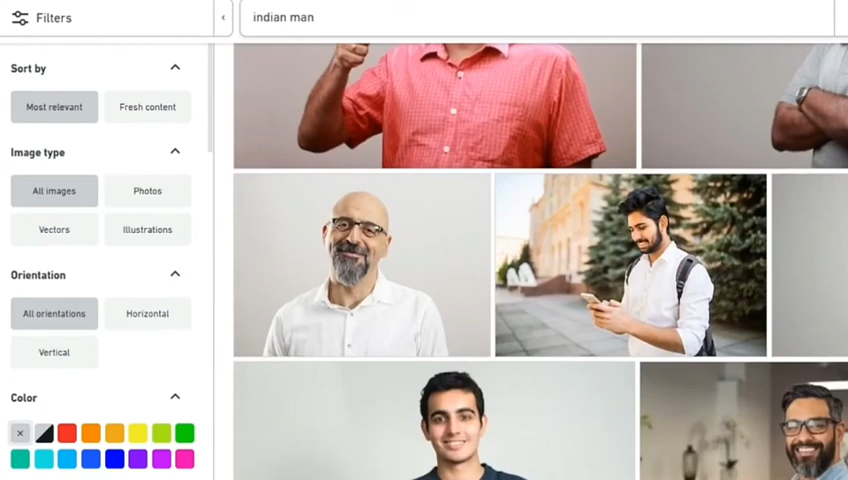 Filters
indian man
Sort by
Most relevant
Fresh content
Image type
All images
Photos
Vectors
Illustrations
Orientation
All orientations
Horizontal
Vertical
Color